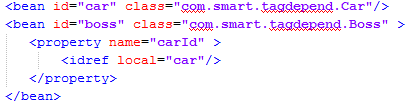 <bean id="car" class="com.smart.tagdepend.Car"/>
<bean id="boss" class="com.smart.tagdepend.Boss" >
<property name="carId" >
<idref local="car"/>
</property>
</bean>